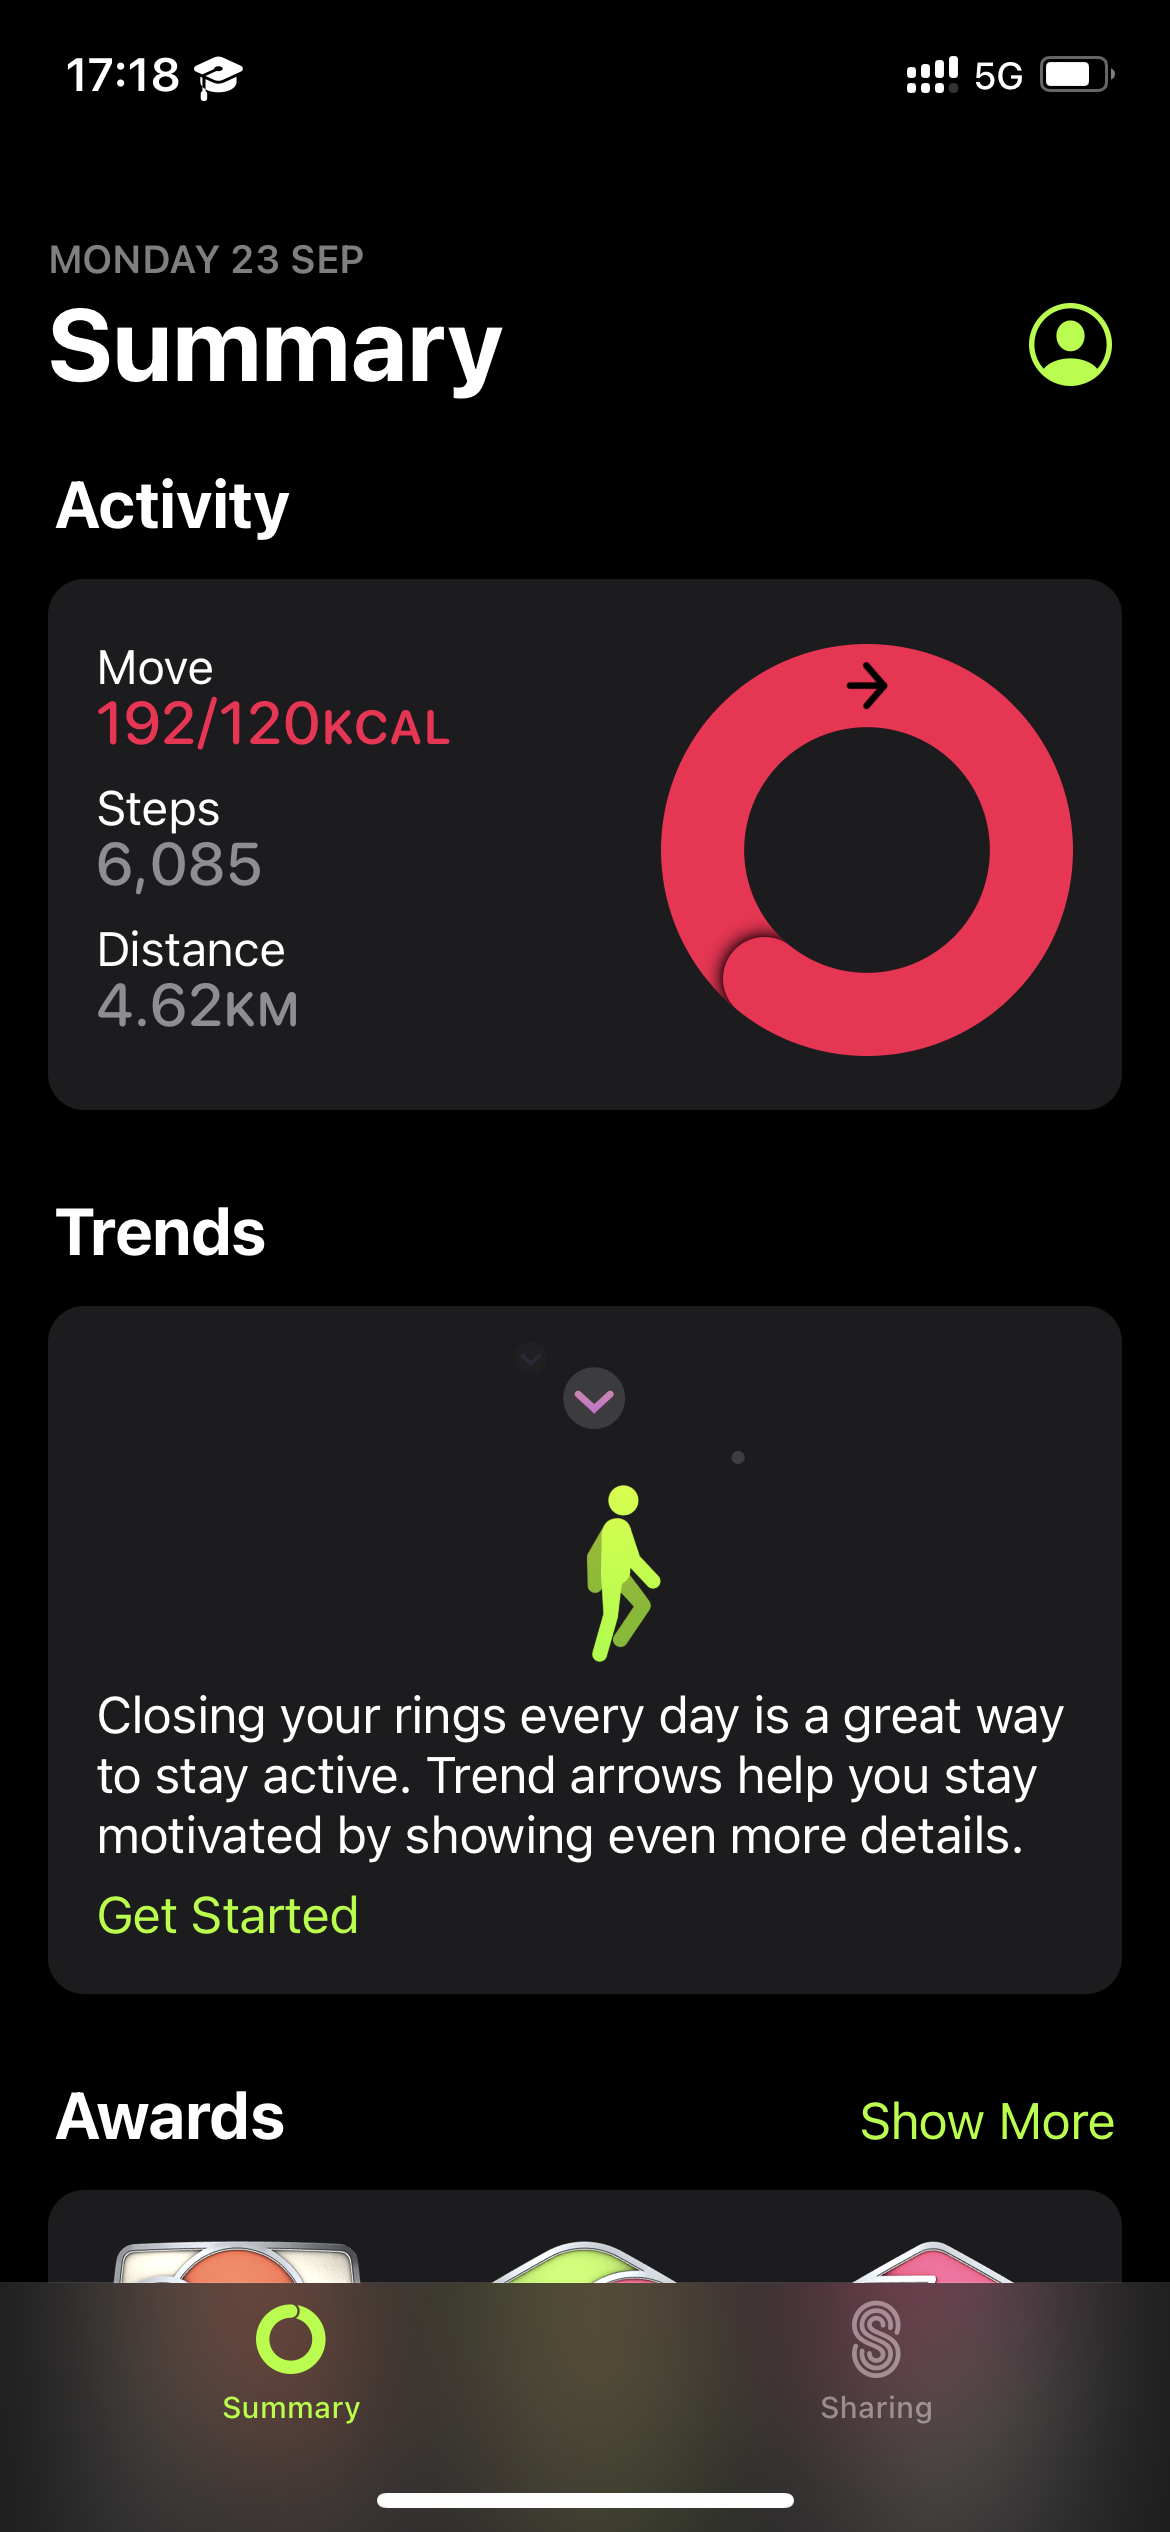 17:18
5G
MONDAY 23 SEP
Summary
Activity
Move
192/120KCAL
Steps
6,085
Distance
4.62KM
Trends
Closing your rings every day is a great way
to stay active. Trend arrows help you stay
motivated by showing even more details.
Get Started
Awards
Show More
Summary
Sharing